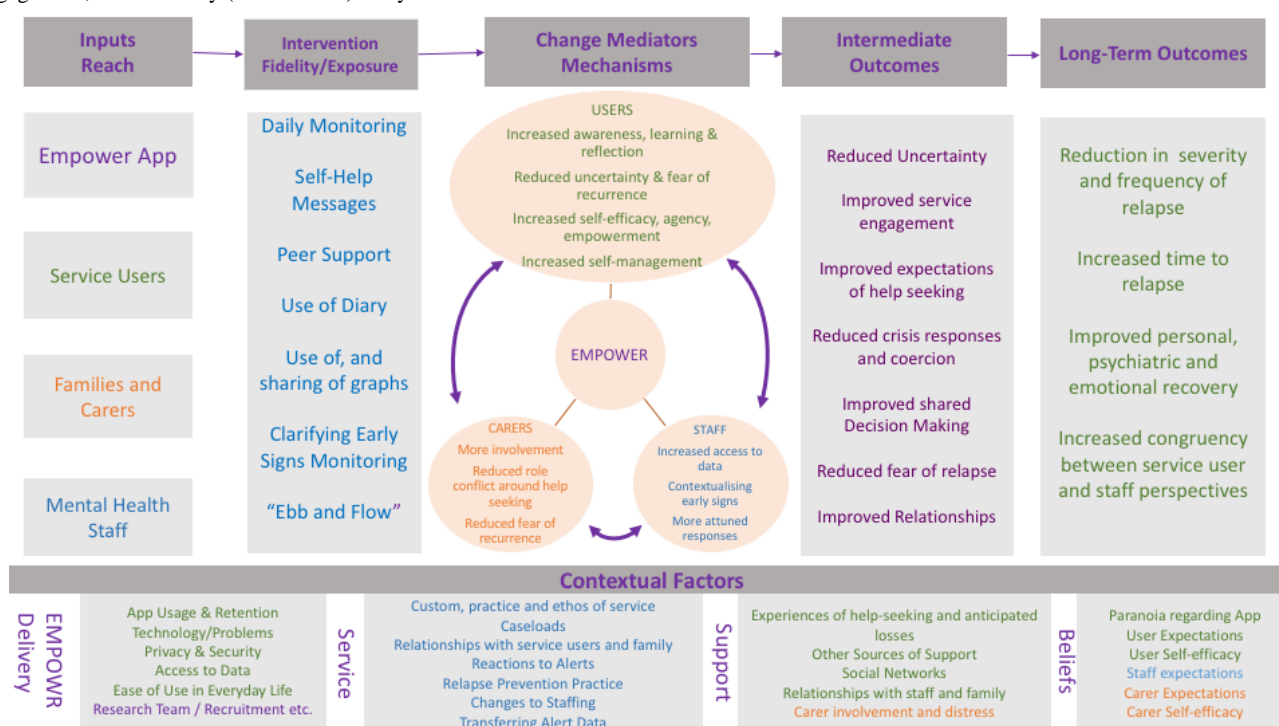 Inputs
Reach
Intervention
Fidelity/Exposure
Change Mediators
Mechanisms
Intermediate
Outcomes
Long-Term Outcomes
Empower App
Service Users
Families and
Carers
Mental Health
Staff
Daily Monitoring
Self-Help
Messages
Peer Support
Use of Diary
Use of, and
sharing of graphs
Clarifying Early
Signs Monitoring
“Ebb and Flow”
USERS
Increased awareness, learning &
reflection
Reduced uncertainty & fear of
recurrence
Increased self-efficacy, agency,
empowerment
Increased self-management
EMPOWER
CARERS
More involvement
Reduced role
conflict around help
seeking
Reduced fear of
recurrence
STAFF
Increased access to
data
Contextualising
early signs
More attuned
responses
Reduced Uncertainty
Improved service
engagement
Improved expectations
of help seeking
Reduced crisis responses
and coercion
Improved shared
Decision Making
Reduced fear of relapse
Improved Relationships
Reduction in severity
and frequency of
relapse
Increased time to
relapse
Improved personal,
psychiatric and
emotional recovery
Increased congruency
between service user
and staff perspectives
Contextual Factors
EMPOWR
Delivery
App Usage & Retention
Technology/Problems
Privacy & Security
Access to Data
Ease of Use in Everyday Life
Research Team / Recruitment etc.
Service
Custom, practice and ethos of service
Caseloads
Relationships with service users and family
Reactions to Alerts
Relapse Prevention Practice
Changes to Staffing
Transferring Alert Data
Support
Experiences of help-seeking and anticipated
losses
Other Sources of Support
Social Networks
Relationships with staff and family
Carer involvement and distress
Beliefs
Paranoia regarding App
User Expectations
User Self-efficacy
Staff expectations
Carer Expectations
Carer Self-efficacy